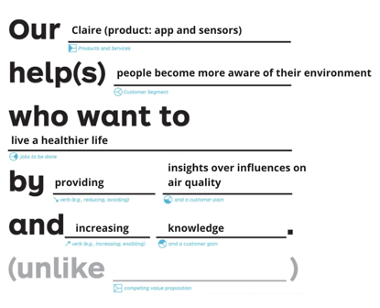 Our Claire (product: app and sensors)
Products and Services
help(s) people become more aware of their environment
Customer Segment
who want to
live a healthier life
jobs to be done
by providing insights over influences on air quality
verb (e.g., reducing, avoiding) and a customer pain
and increasing knowledge .
verb (e.g., increasing, enabling) and a customer gain
(unlike )
competing value proposition